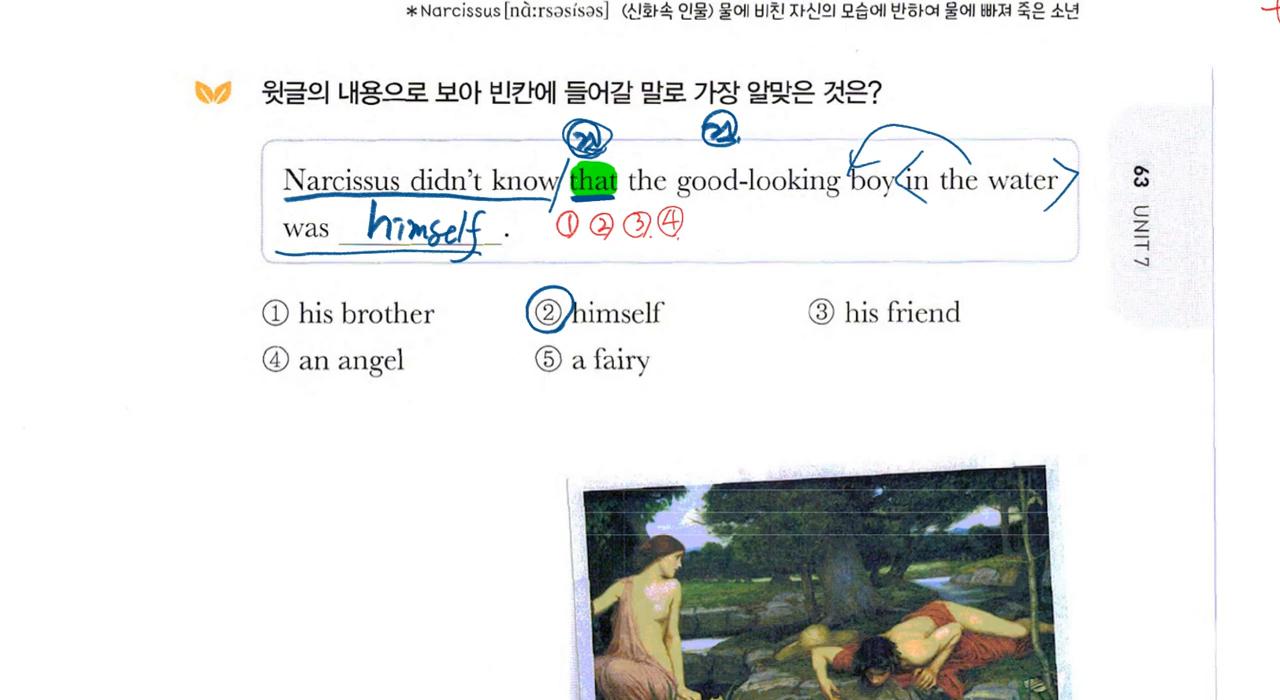 *Narcissus [nὰːrsəsísəs] 〈신화속 인물〉 물에 비친 자신의 모습에 반하여 물에 빠져 죽은 소년
윗글의 내용으로 보아 빈칸에 들어갈 말로 가장 알맞은 것은?
Narcissus didn't know / that the good-looking boy <in the water>
was himself .
① ② ③ ④
① his brother ② himself ③ his friend
④ an angel ⑤ a fairy
63 UNIT 7